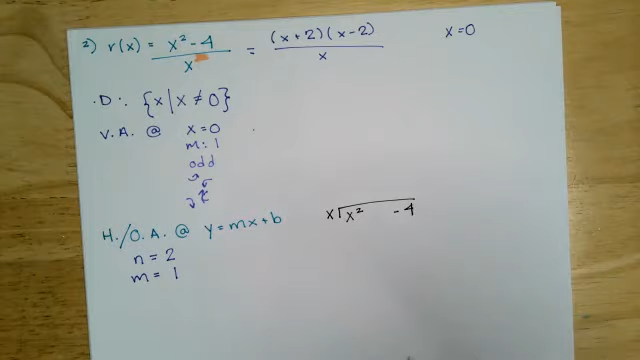 2) r(x) = x² - 4 / x = (x+2)(x-2) / x
x=0
D: {x | x ≠ 0}
V.A. @ x=0
m: 1
odd
H./O.A. @ y=mx+b
x⟌x² - 4
n = 2
m = 1